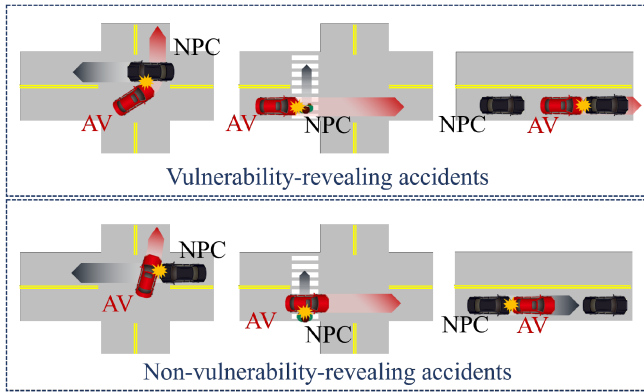 NPC
AV
AV
NPC
NPC
AV
Vulnerability-revealing accidents
NPC
AV
AV
NPC
NPC
AV
Non-vulnerability-revealing accidents